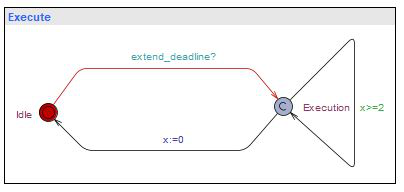 Execute
extend_deadline?
Idle
C
Execution
x>=2
x:=0